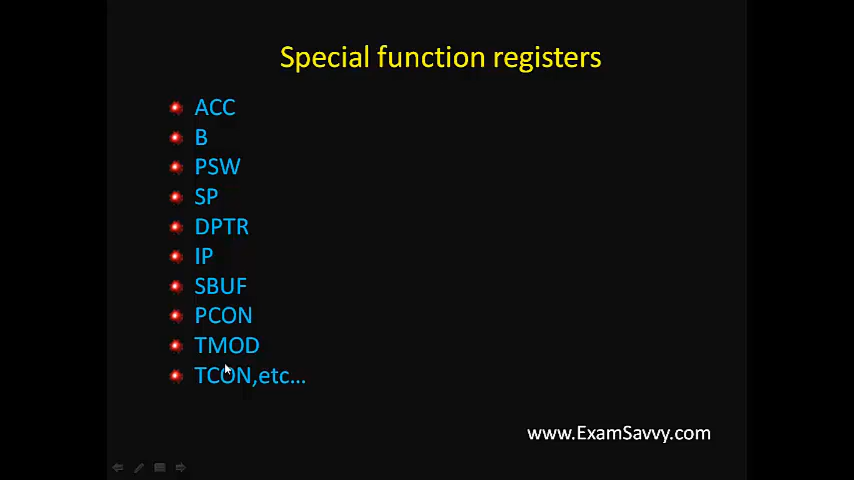 Special function registers
ACC
B
PSW
SP
DPTR
IP
SBUF
PCON
TMOD
TCON,etc...
www.ExamSavvy.com